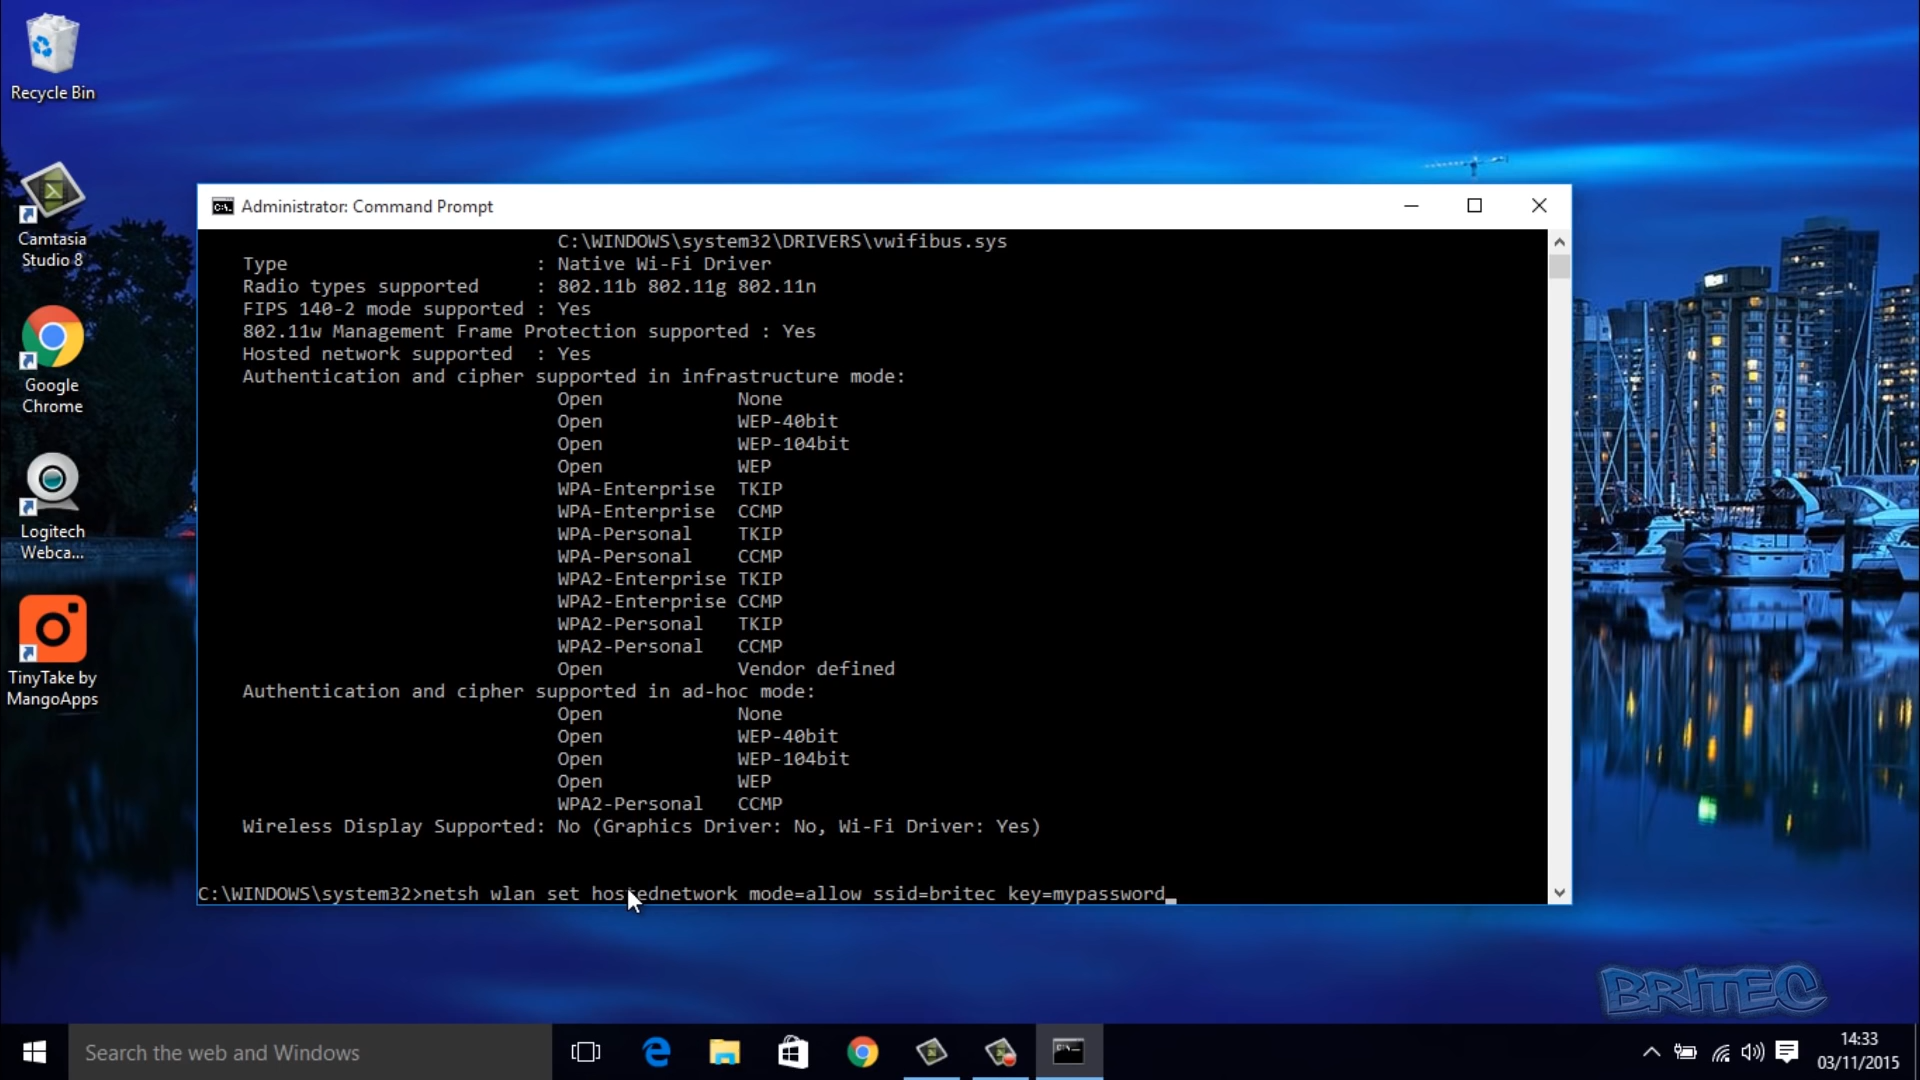 Recycle Bin
Camtasia
Studio 8
Google
Chrome
Logitech
Webca...
TinyTake by
MangoApps
Administrator: Command Prompt
C:\WINDOWS\system32\DRIVERS\vwifibus.sys
Type : Native Wi-Fi Driver
Radio types supported : 802.11b 802.11g 802.11n
FIPS 140-2 mode supported : Yes
802.11w Management Frame Protection supported : Yes
Hosted network supported : Yes
Authentication and cipher supported in infrastructure mode:
Open None
Open WEP-40bit
Open WEP-104bit
Open WEP
WPA-Enterprise TKIP
WPA-Enterprise CCMP
WPA-Personal TKIP
WPA-Personal CCMP
WPA2-Enterprise TKIP
WPA2-Enterprise CCMP
WPA2-Personal TKIP
WPA2-Personal CCMP
Open Vendor defined
Authentication and cipher supported in ad-hoc mode:
Open None
Open WEP-40bit
Open WEP-104bit
Open WEP
WPA2-Personal CCMP
Wireless Display Supported: No (Graphics Driver: No, Wi-Fi Driver: Yes)
C:\WINDOWS\system32>netsh wlan set hostednetwork mode=allow ssid=britec key=mypassword_
BRITEC
Search the web and Windows
14:33
03/11/2015